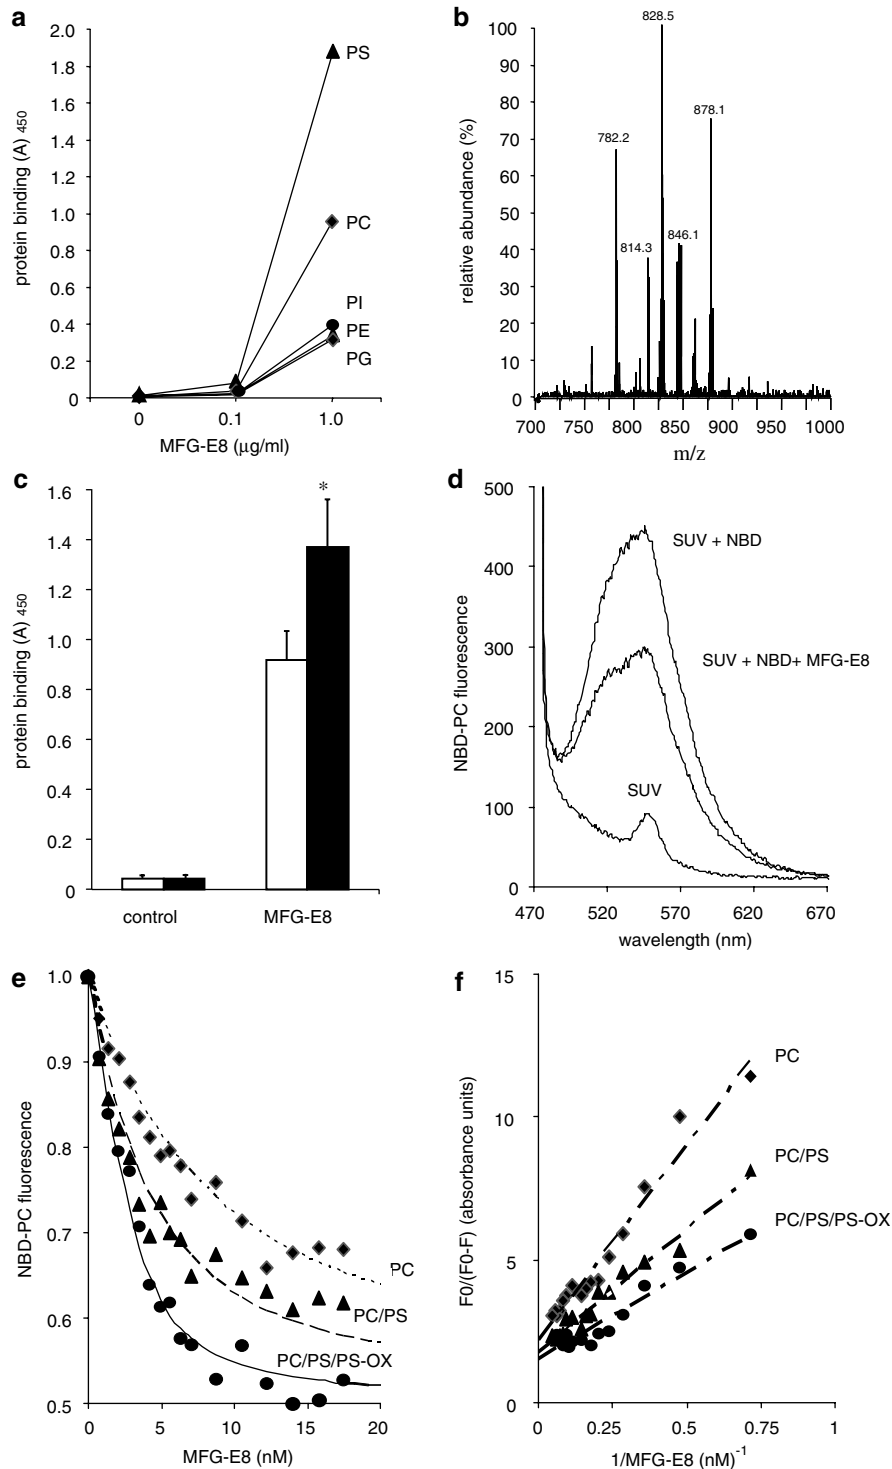 a
2.0
1.8
1.6
1.4
1.2
1.0
0.8
0.6
0.4
0.2
0
protein binding (A) 450
PS
PC
PI
PE
PG
0
0.1
1.0
MFG-E8 (µg/ml)
b
100
90
80
70
60
50
40
30
20
10
0
relative abundance (%)
828.5
878.1
782.2
814.3
846.1
700
750
800
850
900
950
1000
m/z
c
1.6
1.4
1.2
1.0
0.8
0.6
0.4
0.2
0
protein binding (A) 450
*
control
MFG-E8
d
500
400
300
200
100
0
NBD-PC fluorescence
SUV + NBD
SUV + NBD+ MFG-E8
SUV
470
520
570
620
670
wavelength (nm)
e
1.0
0.9
0.8
0.7
0.6
0.5
NBD-PC fluorescence
PC
PC/PS
PC/PS/PS-OX
0
5
10
15
20
MFG-E8 (nM)
f
15
10
5
0
F0/(F0-F) (absorbance units)
PC
PC/PS
PC/PS/PS-OX
0
0.25
0.5
0.75
1
1/MFG-E8 (nM)-1